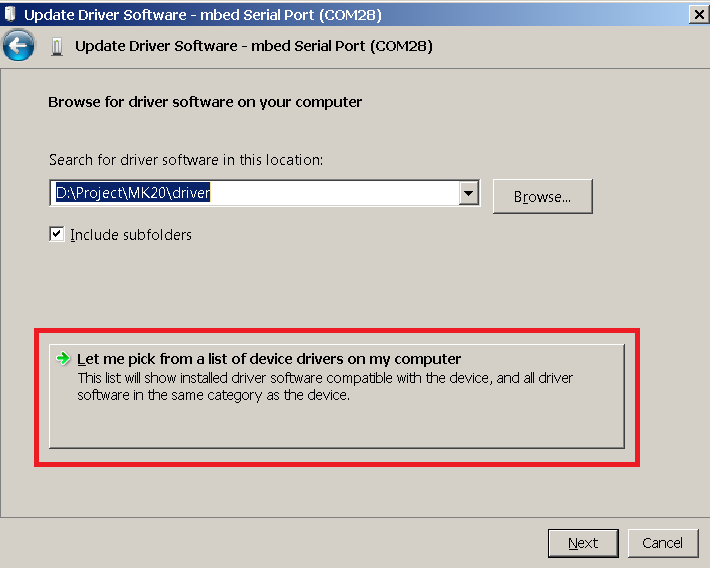 Update Driver Software - mbed Serial Port (COM28)
Update Driver Software - mbed Serial Port (COM28)
Browse for driver software on your computer
Search for driver software in this location:
D:\Project\MK20\driver
Browse...
Include subfolders
Let me pick from a list of device drivers on my computer
This list will show installed driver software compatible with the device, and all driver
software in the same category as the device.
Next
Cancel